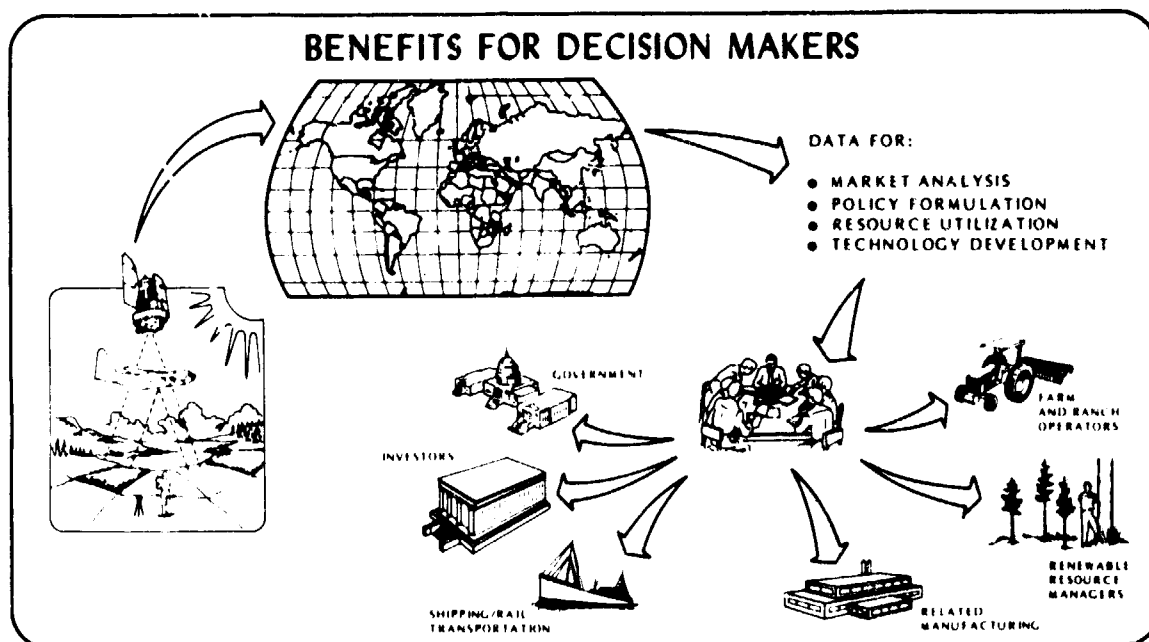 BENEFITS FOR DECISION MAKERS
DATA FOR:
• MARKET ANALYSIS
• POLICY FORMULATION
• RESOURCE UTILIZATION
• TECHNOLOGY DEVELOPMENT
GOVERNMENT
INVESTORS
SHIPPING/RAIL
TRANSPORTATION
RELATED
MANUFACTURING
FARM
AND RANCH
OPERATORS
RENEWABLE
RESOURCE
MANAGERS